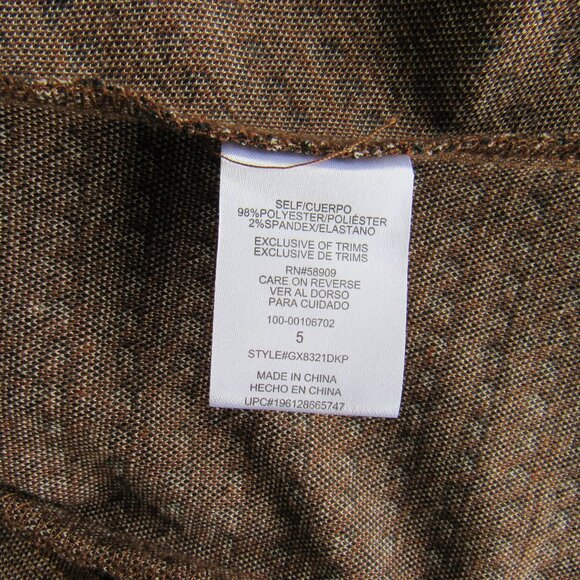 SELF/CUERPO
98%POLYESTER/POLIÉSTER
2%SPANDEX/ELASTANO
EXCLUSIVE OF TRIMS
EXCLUSIVE DE TRIMS
RN#58909
CARE ON REVERSE
VER AL DORSO
PARA CUIDADO
100-00106702
5
STYLE#GX8321DKP
MADE IN CHINA
HECHO EN CHINA
UPC#196128665747